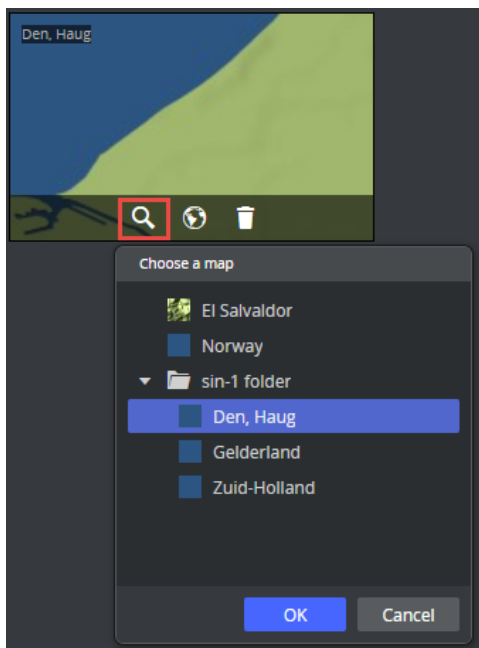 Den, Haug
Choose a map
El Salvaldor
Norway
sin-1 folder
Den, Haug
Gelderland
Zuid-Holland
OK
Cancel